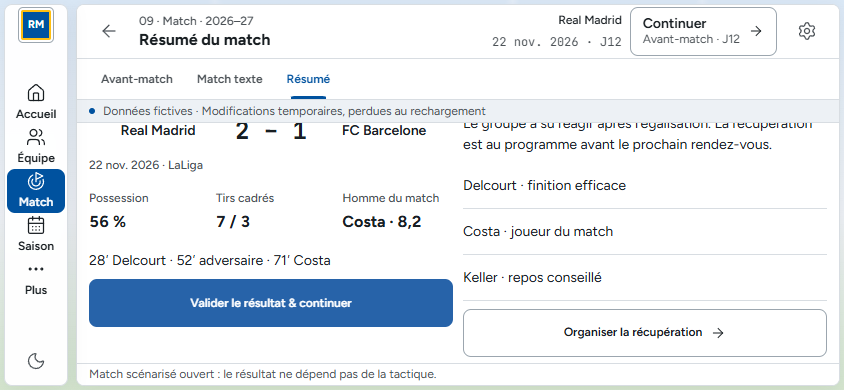 RM
Accueil
Équipe
Match
Saison
Plus
09 · Match · 2026–27
Résumé du match
Real Madrid
22 nov. 2026 · J12
Continuer
Avant-match · J12
Avant-match
Match texte
Résumé
Données fictives · Modifications temporaires, perdues au rechargement
Real Madrid 2 – 1 FC Barcelone
22 nov. 2026 · LaLiga
Possession
56 %
Tirs cadrés
7 / 3
Homme du match
Costa · 8,2
28′ Delcourt · 52′ adversaire · 71′ Costa
Valider le résultat & continuer
Le groupe a su réagir après l'égalisation. La récupération
est au programme avant le prochain rendez-vous.
Delcourt · finition efficace
Costa · joueur du match
Keller · repos conseillé
Organiser la récupération
Match scénarisé ouvert : le résultat ne dépend pas de la tactique.